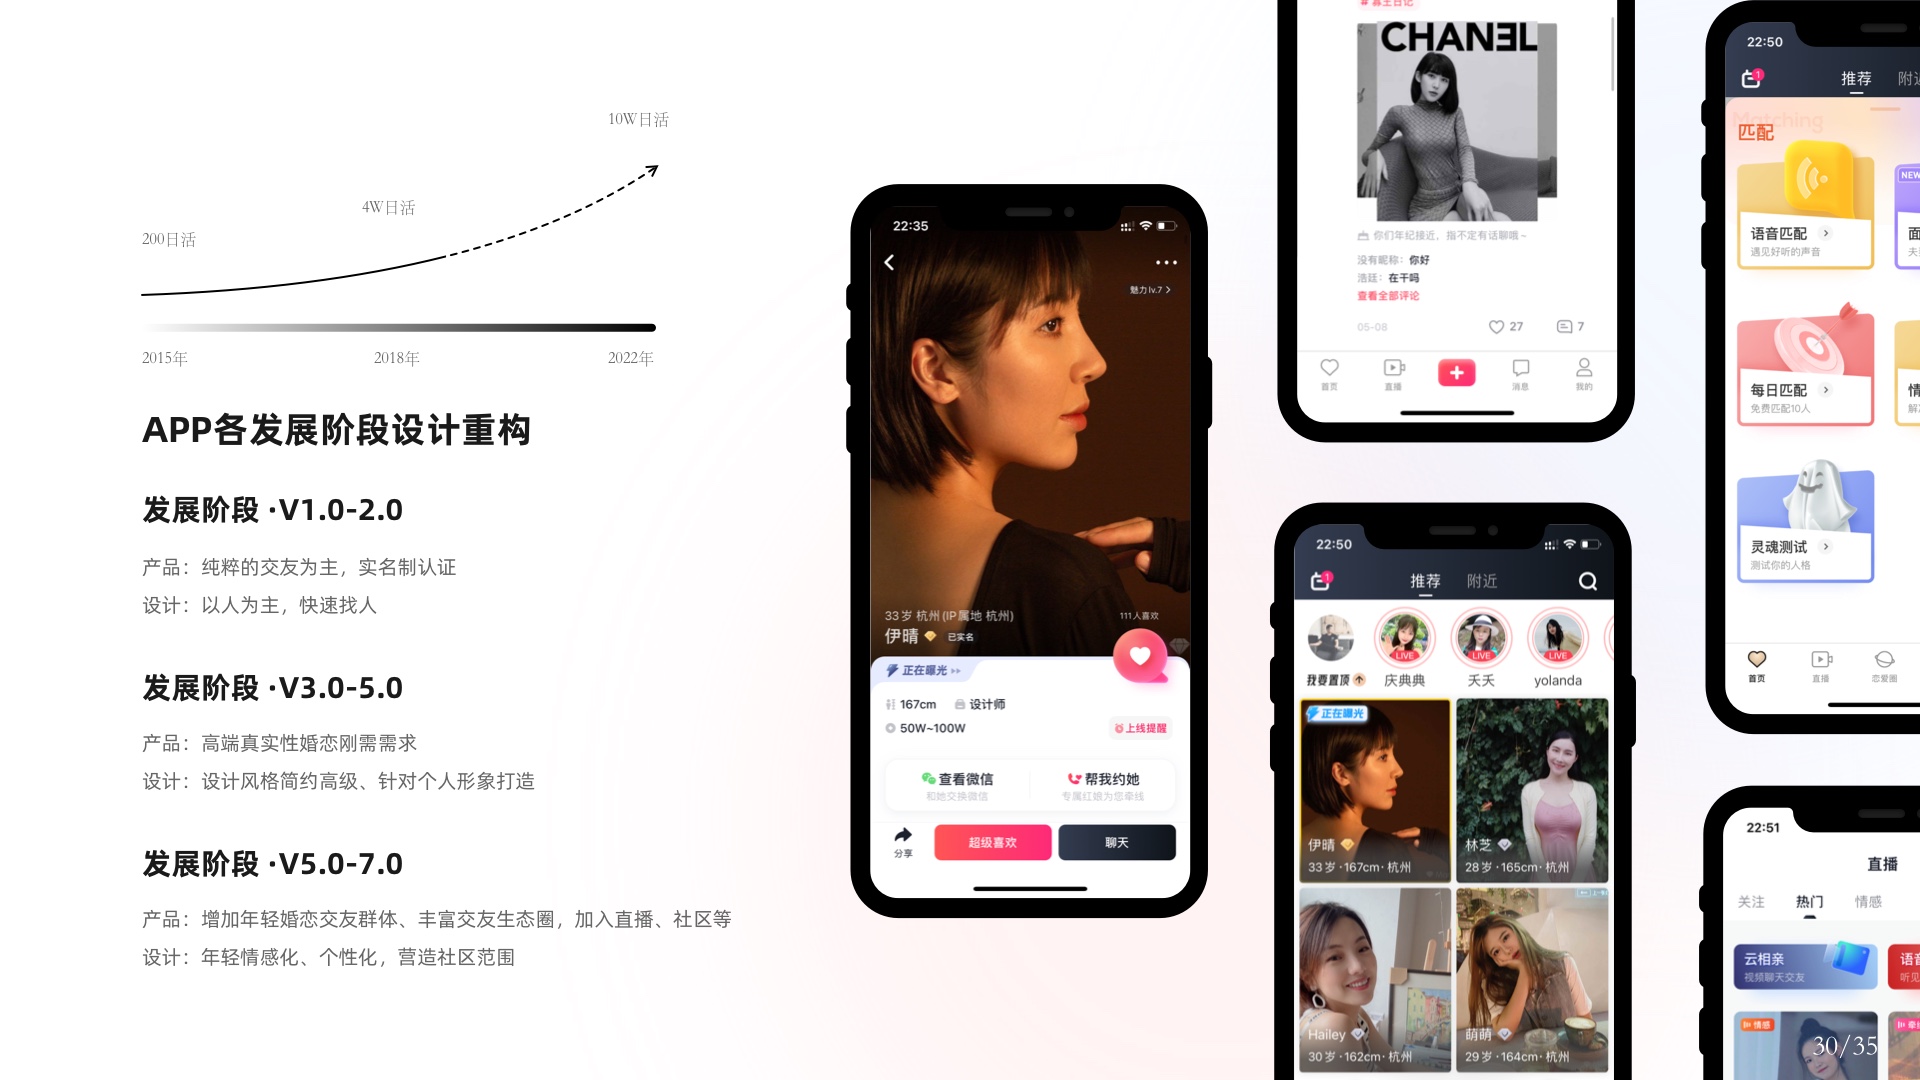 10W日活
4W日活
200日活
2015年
2018年
2022年
APP各发展阶段设计重构
发展阶段 ·V1.0-2.0
产品：纯粹的交友为主，实名制认证
设计：以人为主，快速找人
发展阶段 ·V3.0-5.0
产品：高端真实性婚恋刚需需求
设计：设计风格简约高级、针对个人形象打造
发展阶段 ·V5.0-7.0
产品：增加年轻婚恋交友群体、丰富交友生态圈，加入直播、社区等
设计：年轻情感化、个性化，营造社区范围
22:35
魅力lv.7
33岁 杭州(IP属地 杭州)
111人喜欢
伊晴
已实名
正在曝光
167cm
设计师
50W~100W
上线提醒
查看微信
和她交换微信
帮我约她
专属红娘为您牵线
分享
超级喜欢
聊天
CHANEL
你们年纪接近，指不定有话聊哦~
没有昵称：你好
浩廷：在干吗
查看全部评论
05-08
27
7
首页
直播
消息
我的
22:50
1
推荐
附近
LIVE
LIVE
LIVE
我要置顶
庆典典
天天
yolanda
正在曝光
伊晴
33岁·167cm·杭州
林芝
28岁·165cm·杭州
Hailey
30岁·162cm·杭州
萌萌
29岁·164cm·杭州
22:50
1
推荐
附近
Matching
匹配
NEW
语音匹配
遇见好听的声音
面
每日匹配
免费匹配10人
情
灵魂测试
测试你的人格
首页
直播
恋爱圈
22:51
直播
关注
热门
情感
云相亲
视频聊天交友
语音
听见
情感
30/35